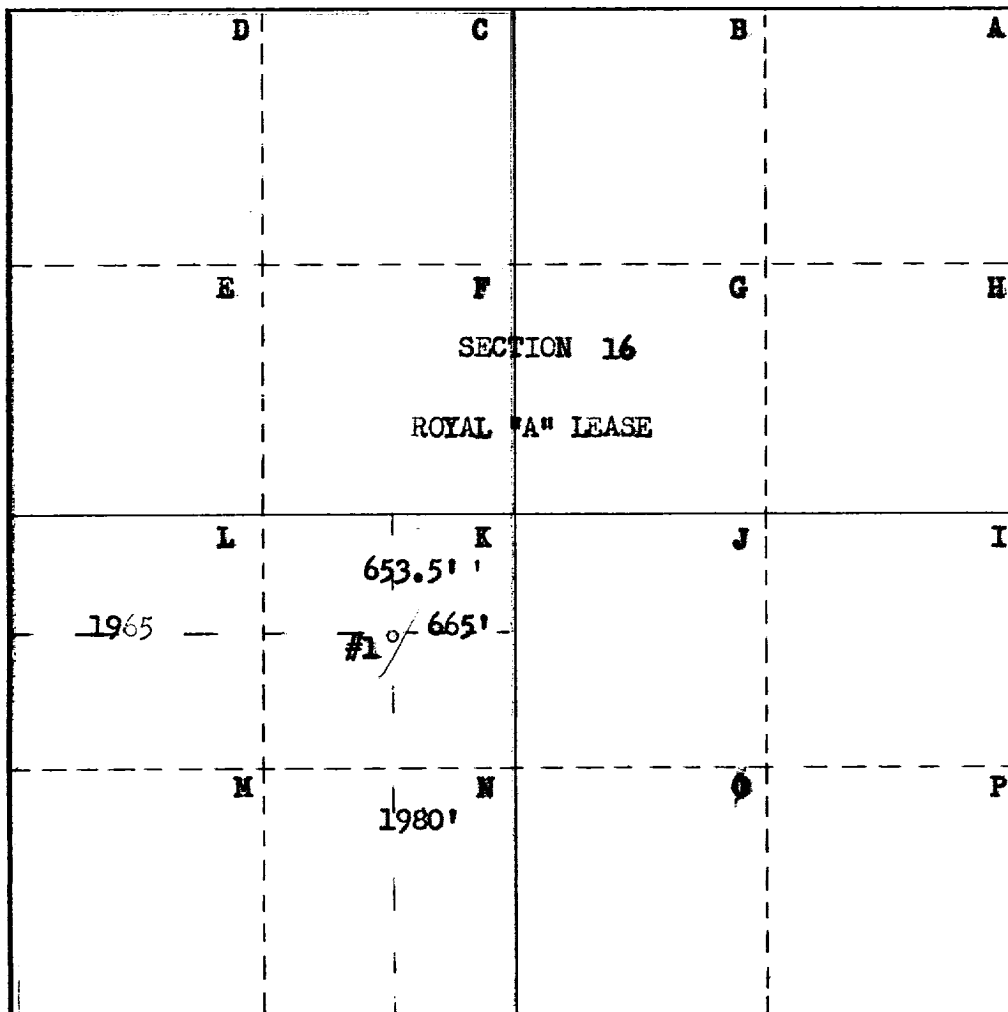 D C B A
E F G H
SECTION 16
ROYAL "A" LEASE
L K J I
653.5'
1965 665'
#1
M N O P
1980'